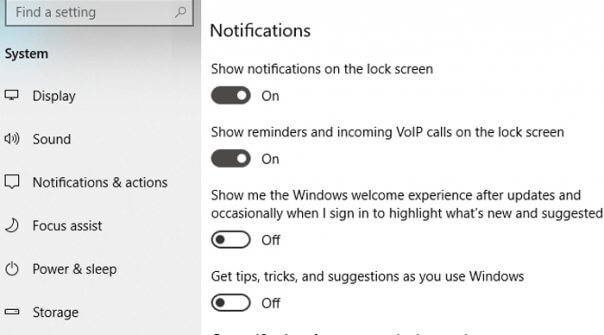 Find a setting
System
Display
Sound
Notifications & actions
Focus assist
Power & sleep
Storage
Notifications
Show notifications on the lock screen
On
Show reminders and incoming VoIP calls on the lock screen
On
Show me the Windows welcome experience after updates and
occasionally when I sign in to highlight what's new and suggested
Off
Get tips, tricks, and suggestions as you use Windows
Off